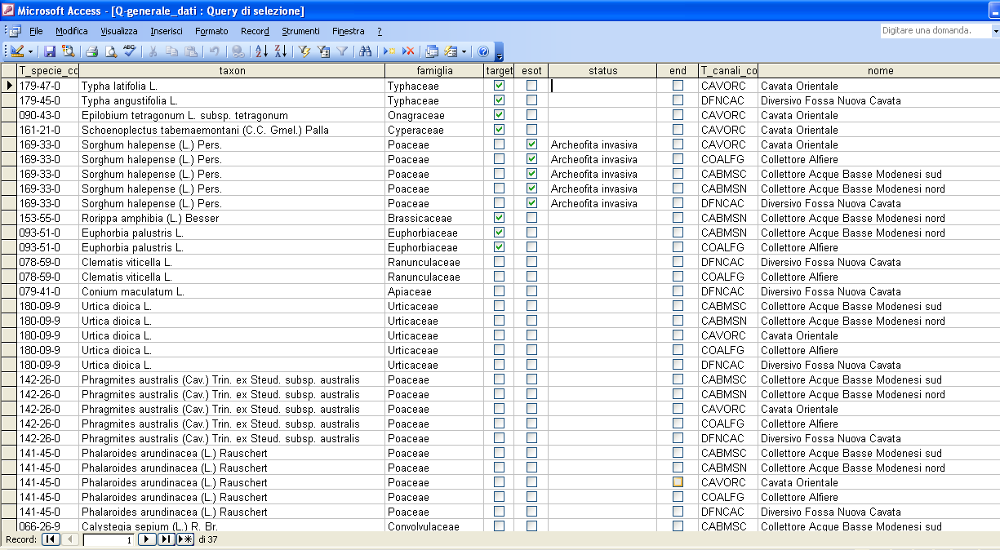 Microsoft Access - [Q-generale_dati : Query di selezione]
File Modifica Visualizza Inserisci Formato Record Strumenti Finestra ? Digitare una domanda.
T_specie_co taxon famiglia target esot status end T_canali_co nome
179-47-0 Typha latifolia L. Typhaceae CAVORC Cavata Orientale
179-45-0 Typha angustifolia L. Typhaceae DFNCAC Diversivo Fossa Nuova Cavata
090-43-0 Epilobium tetragonum L. subsp. tetragonum Onagraceae CAVORC Cavata Orientale
161-21-0 Schoenoplectus tabernaemontani (C.C. Gmel.) Palla Cyperaceae CAVORC Cavata Orientale
169-33-0 Sorghum halepense (L.) Pers. Poaceae Archeofita invasiva CAVORC Cavata Orientale
169-33-0 Sorghum halepense (L.) Pers. Poaceae Archeofita invasiva COALFG Collettore Alfiere
169-33-0 Sorghum halepense (L.) Pers. Poaceae Archeofita invasiva CABMSC Collettore Acque Basse Modenesi sud
169-33-0 Sorghum halepense (L.) Pers. Poaceae Archeofita invasiva CABMSN Collettore Acque Basse Modenesi nord
169-33-0 Sorghum halepense (L.) Pers. Poaceae Archeofita invasiva DFNCAC Diversivo Fossa Nuova Cavata
153-55-0 Rorippa amphibia (L.) Besser Brassicaceae CABMSN Collettore Acque Basse Modenesi nord
093-51-0 Euphorbia palustris L. Euphorbiaceae CABMSN Collettore Acque Basse Modenesi nord
093-51-0 Euphorbia palustris L. Euphorbiaceae COALFG Collettore Alfiere
078-59-0 Clematis viticella L. Ranunculaceae DFNCAC Diversivo Fossa Nuova Cavata
078-59-0 Clematis viticella L. Ranunculaceae COALFG Collettore Alfiere
079-41-0 Conium maculatum L. Apiaceae DFNCAC Diversivo Fossa Nuova Cavata
180-09-9 Urtica dioica L. Urticaceae CABMSC Collettore Acque Basse Modenesi sud
180-09-9 Urtica dioica L. Urticaceae CABMSN Collettore Acque Basse Modenesi nord
180-09-9 Urtica dioica L. Urticaceae CAVORC Cavata Orientale
180-09-9 Urtica dioica L. Urticaceae COALFG Collettore Alfiere
180-09-9 Urtica dioica L. Urticaceae DFNCAC Diversivo Fossa Nuova Cavata
142-26-0 Phragmites australis (Cav.) Trin. ex Steud. subsp. australis Poaceae CABMSC Collettore Acque Basse Modenesi sud
142-26-0 Phragmites australis (Cav.) Trin. ex Steud. subsp. australis Poaceae CABMSN Collettore Acque Basse Modenesi nord
142-26-0 Phragmites australis (Cav.) Trin. ex Steud. subsp. australis Poaceae CAVORC Cavata Orientale
142-26-0 Phragmites australis (Cav.) Trin. ex Steud. subsp. australis Poaceae COALFG Collettore Alfiere
142-26-0 Phragmites australis (Cav.) Trin. ex Steud. subsp. australis Poaceae DFNCAC Diversivo Fossa Nuova Cavata
141-45-0 Phalaroides arundinacea (L.) Rauschert Poaceae CABMSC Collettore Acque Basse Modenesi sud
141-45-0 Phalaroides arundinacea (L.) Rauschert Poaceae CABMSN Collettore Acque Basse Modenesi nord
141-45-0 Phalaroides arundinacea (L.) Rauschert Poaceae CAVORC Cavata Orientale
141-45-0 Phalaroides arundinacea (L.) Rauschert Poaceae COALFG Collettore Alfiere
141-45-0 Phalaroides arundinacea (L.) Rauschert Poaceae DFNCAC Diversivo Fossa Nuova Cavata
066-26-9 Calystegia sepium (L.) R. Br. Convolvulaceae CABMSC Collettore Acque Basse Modenesi sud
Record: 1 di 37